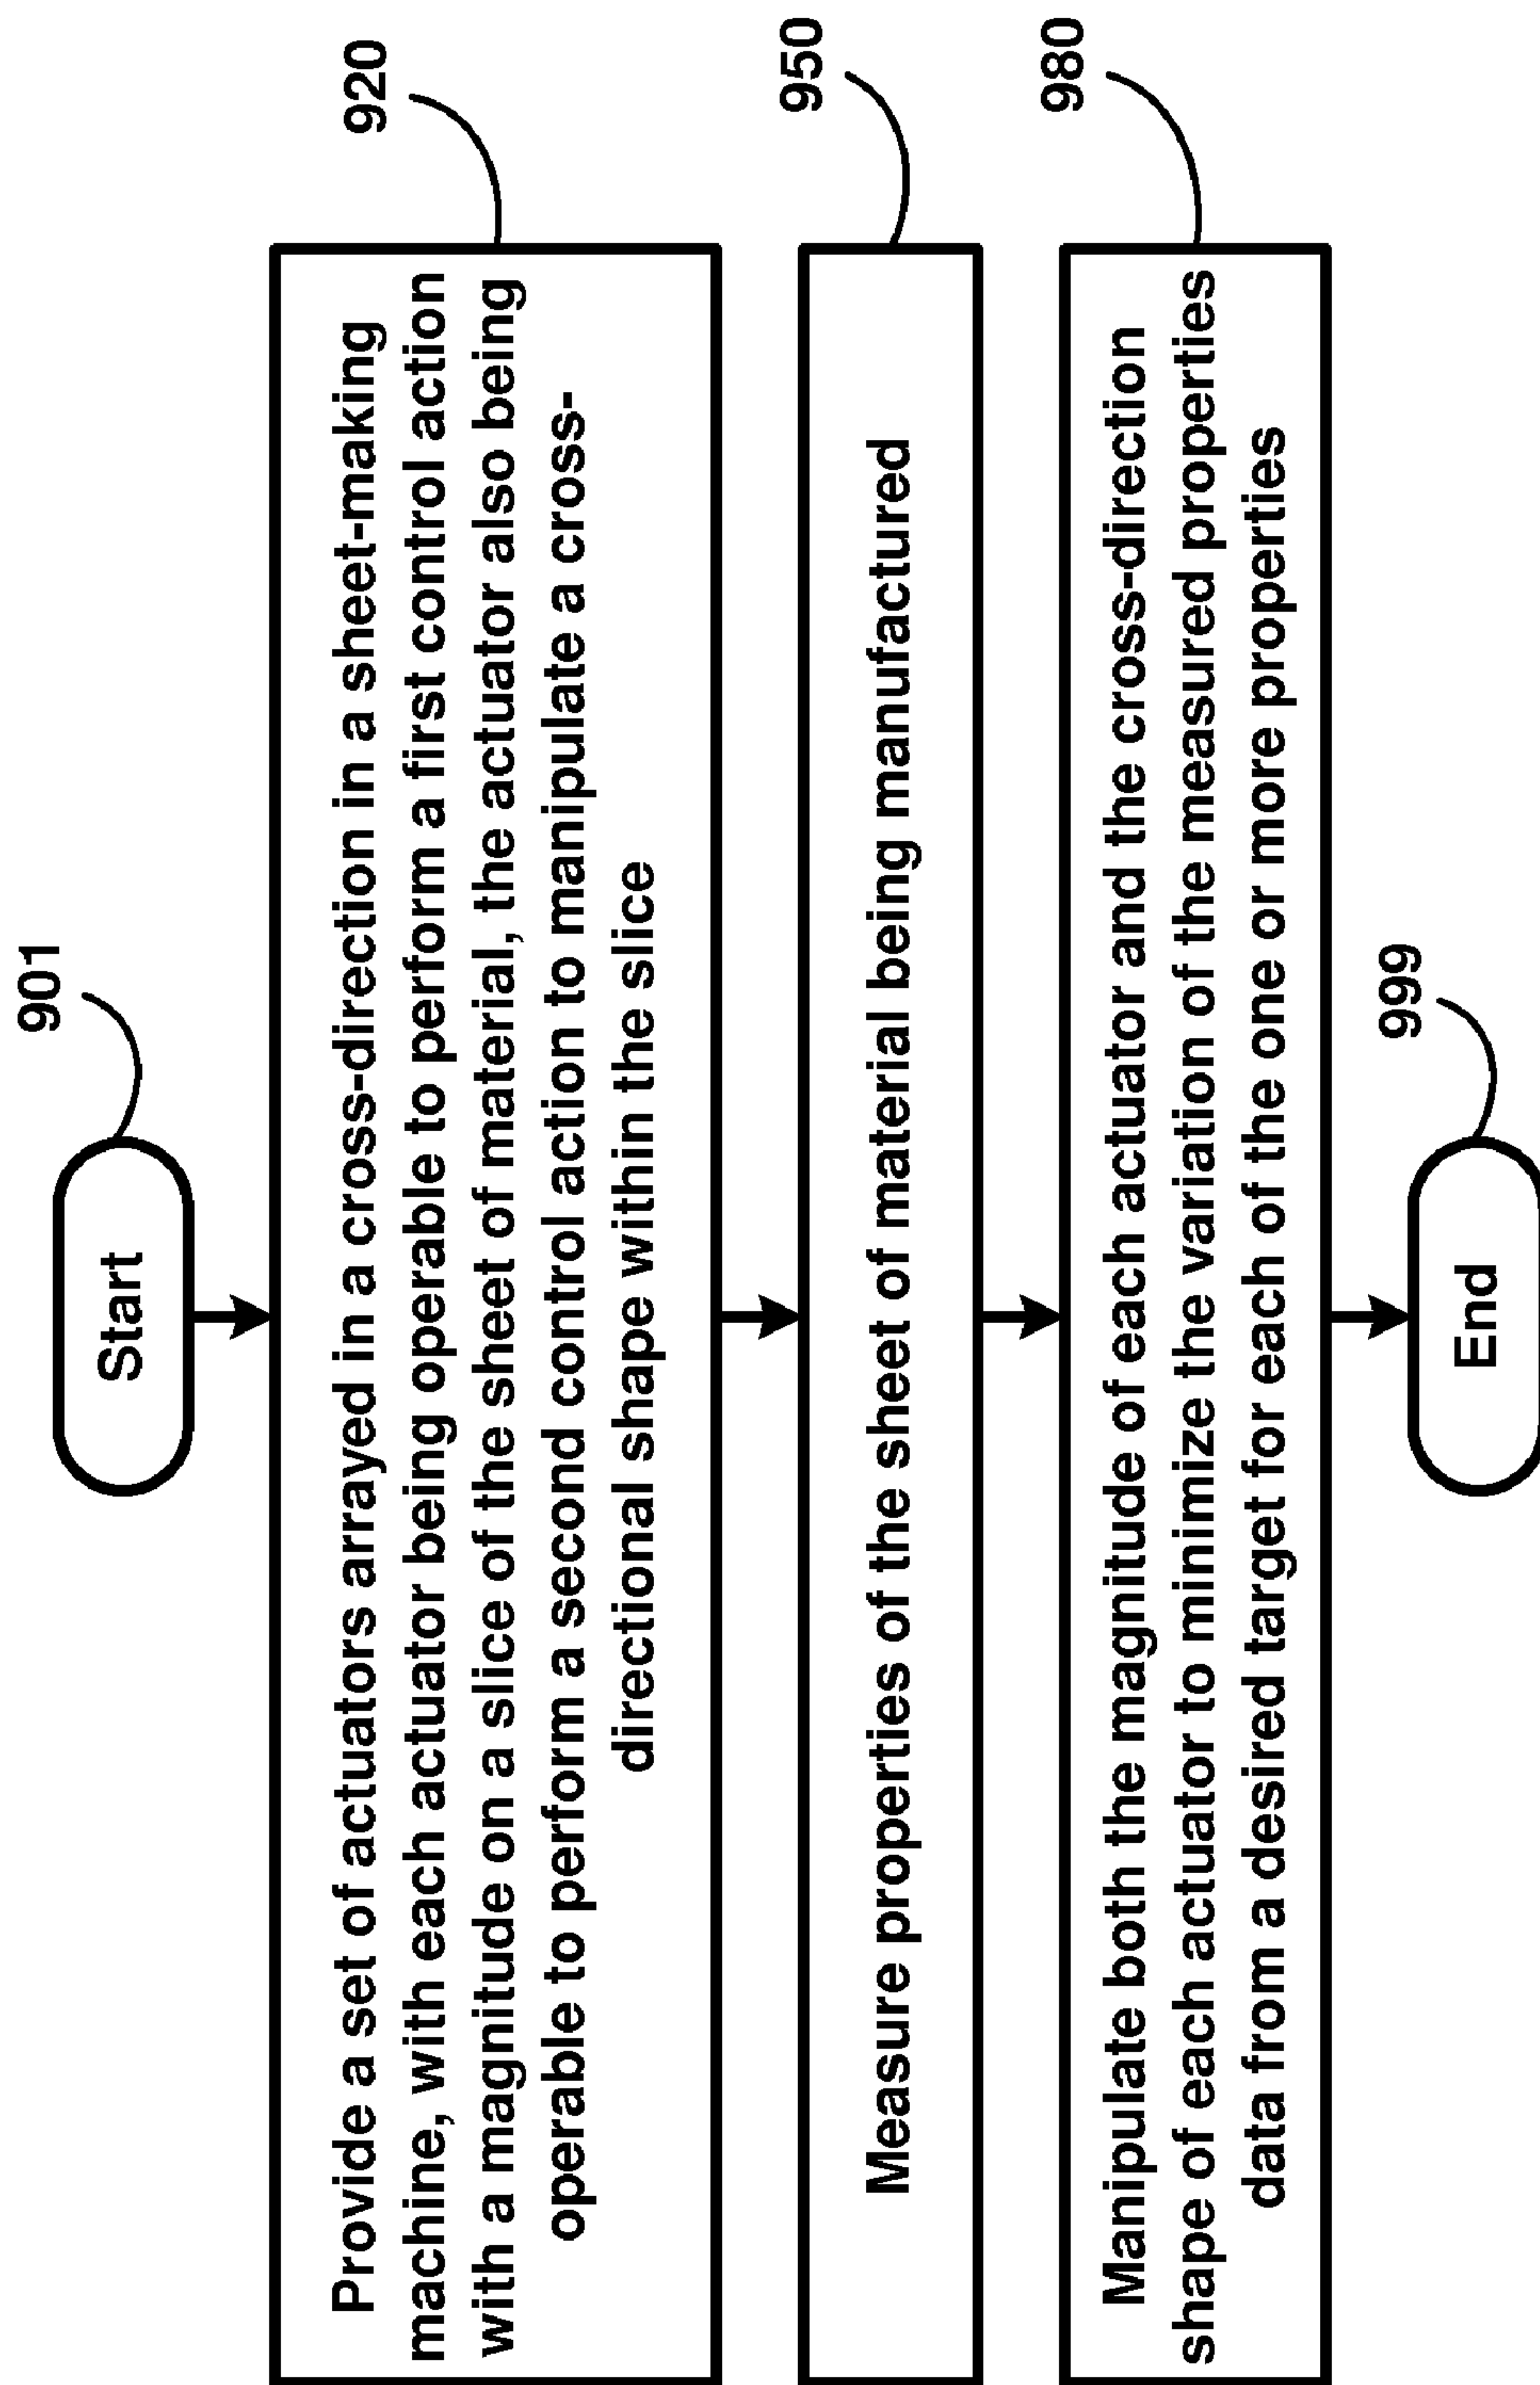 901
Start
920
Provide a set of actuators arrayed in a cross-direction in a sheet-making
machine, with each actuator being operable to perform a first control action
with a magnitude on a slice of the sheet of material, the actuator also being
operable to perform a second control action to manipulate a cross-
directional shape within the slice
950
Measure properties of the sheet of material being manufactured
980
Manipulate both the magnitude of each actuator and the cross-direction
shape of each actuator to minimize the variation of the measured properties
data from a desired target for each of the one or more properties
999
End